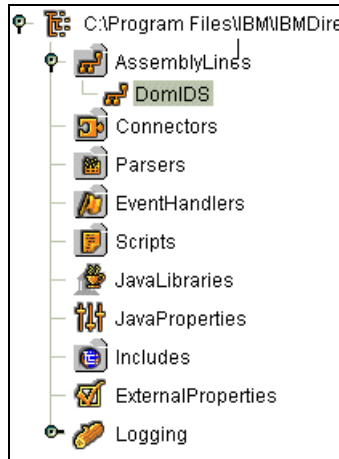 C:\Program Files\IBM\IBMDire
AssemblyLines
DomIDS
Connectors
Parsers
EventHandlers
Scripts
JavaLibraries
JavaProperties
Includes
ExternalProperties
Logging